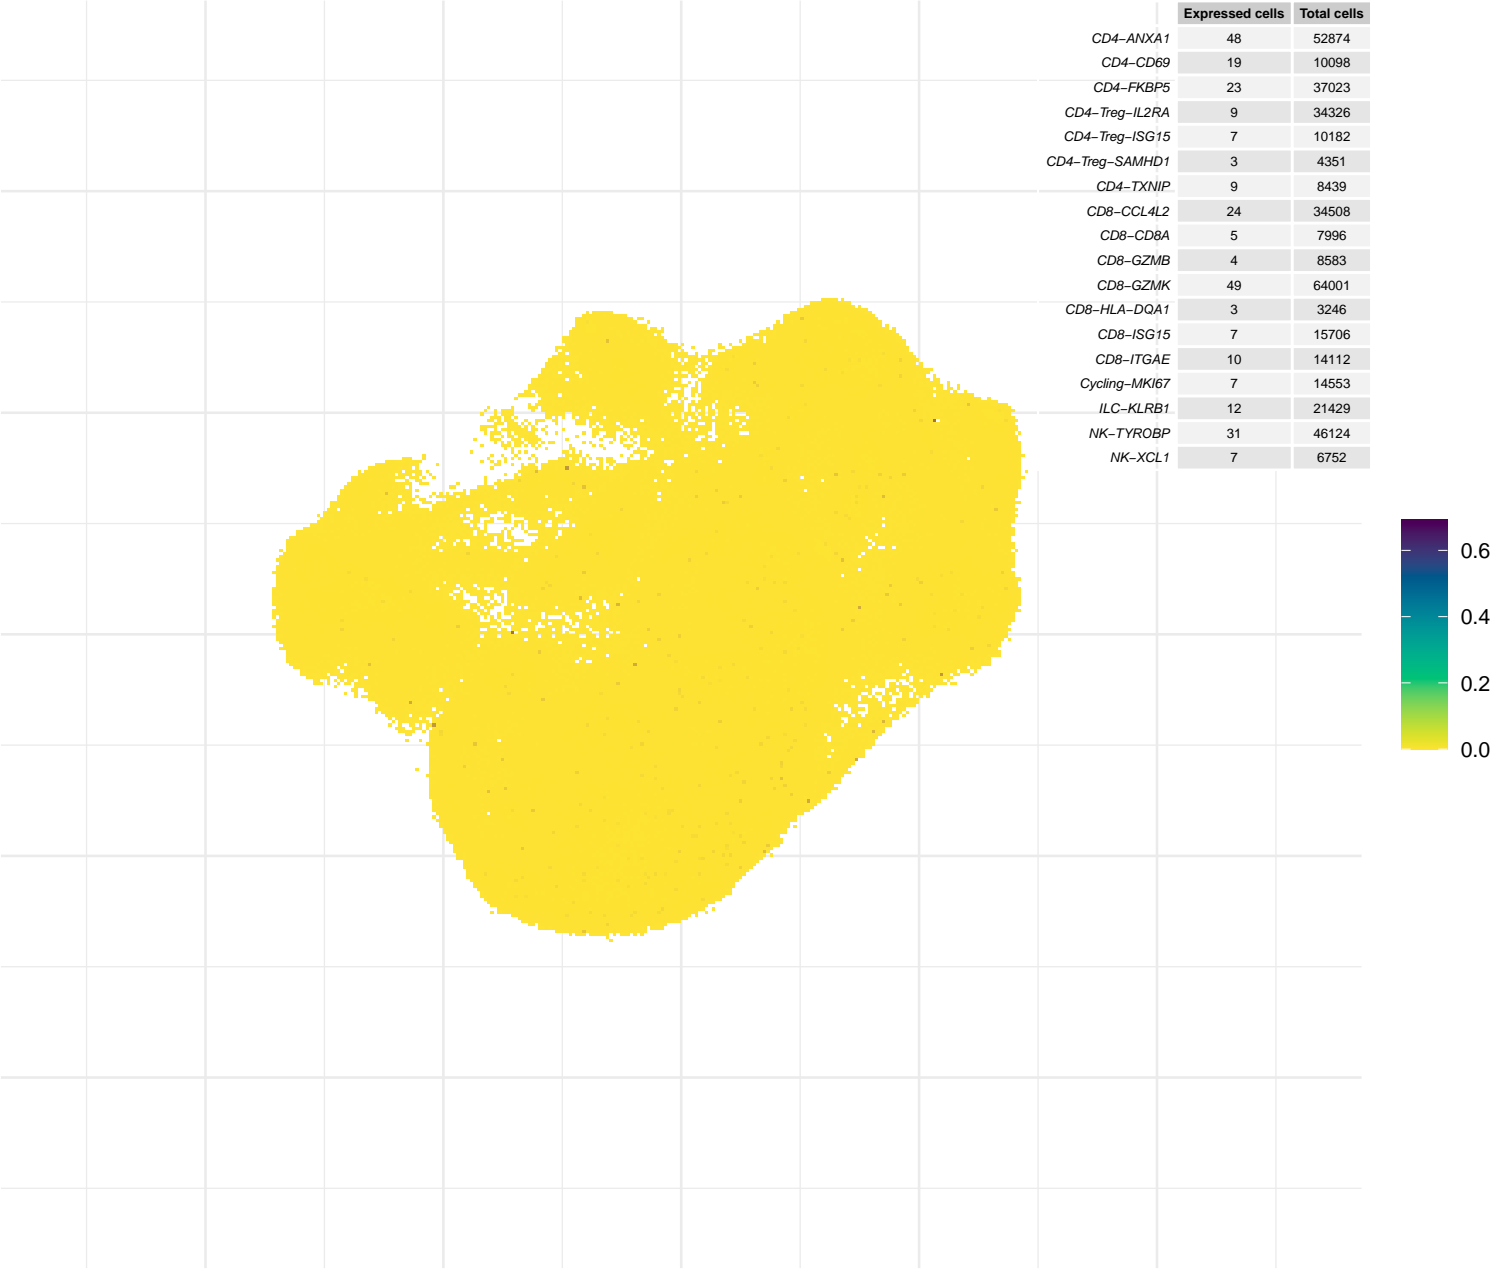 Expressed cells Total cells
CD4−ANXA1 48 52874
CD4−CD69 19 10098
CD4−FKBP5 23 37023
CD4−Treg−IL2RA 9 34326
CD4−Treg−ISG15 7 10182
CD4−Treg−SAMHD1 3 4351
CD4−TXNIP 9 8439
CD8−CCL4L2 24 34508
CD8−CD8A 5 7996
CD8−GZMB 4 8583
CD8−GZMK 49 64001
CD8−HLA−DQA1 3 3246
CD8−ISG15 7 15706
CD8−ITGAE 10 14112
Cycling−MKI67 7 14553
ILC−KLRB1 12 21429
NK−TYROBP 31 46124
NK−XCL1 7 6752
0.6
0.4
0.2
0.0